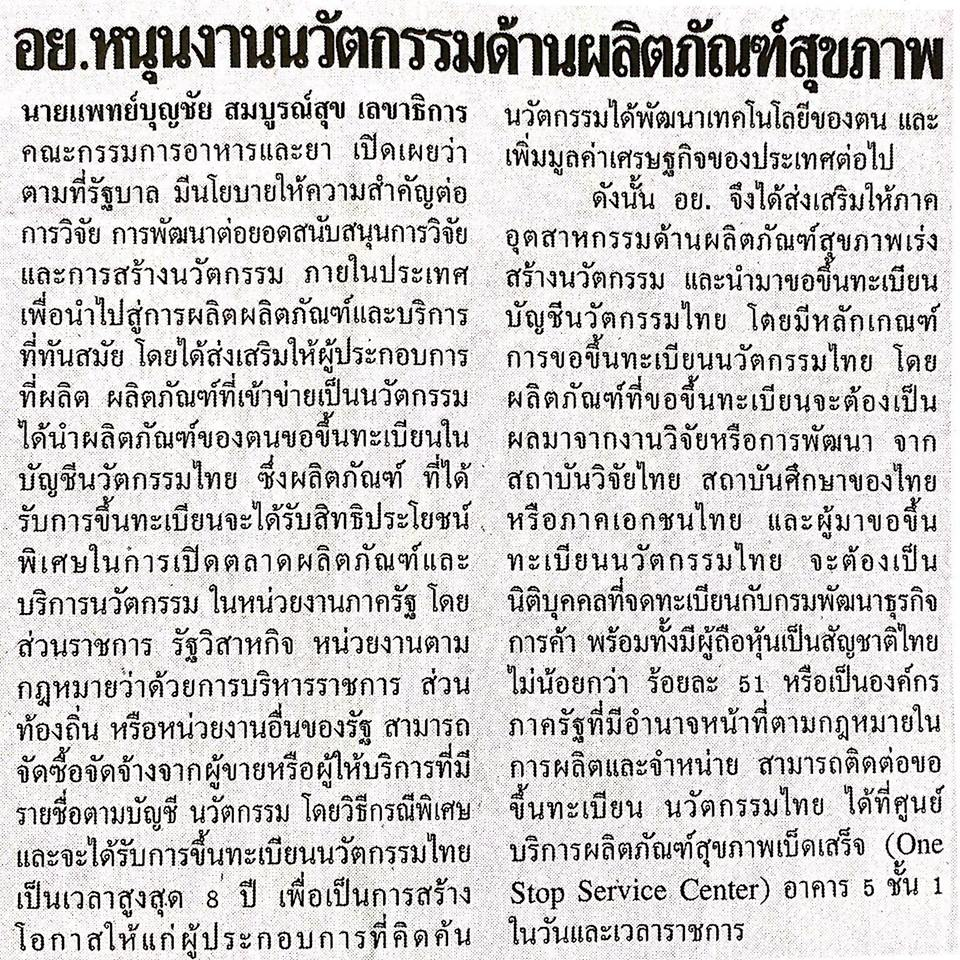 อย.หนุนงานนวัตกรรมด้านผลิตภัณฑ์สุขภาพ
นายแพทย์บุญชัย สมบูรณ์สุข เลขาธิการ
คณะกรรมการอาหารและยา เปิดเผยว่า
ตามที่รัฐบาล มีนโยบายให้ความสำคัญต่อ
การวิจัย การพัฒนาต่อยอดสนับสนุนการวิจัย
และการสร้างนวัตกรรม ภายในประเทศ
เพื่อนำไปสู่การผลิตผลิตภัณฑ์และบริการ
ที่ทันสมัย โดยได้ส่งเสริมให้ผู้ประกอบการ
ที่ผลิต ผลิตภัณฑ์ที่เข้าข่ายเป็นนวัตกรรม
ได้นำผลิตภัณฑ์ของตนขอขึ้นทะเบียนใน
บัญชีนวัตกรรมไทย ซึ่งผลิตภัณฑ์ ที่ได้
รับการขึ้นทะเบียนจะได้รับสิทธิประโยชน์
พิเศษในการเปิดตลาดผลิตภัณฑ์และ
บริการนวัตกรรม ในหน่วยงานภาครัฐ โดย
ส่วนราชการ รัฐวิสาหกิจ หน่วยงานตาม
กฎหมายว่าด้วยการบริหารราชการ ส่วน
ท้องถิ่น หรือหน่วยงานอื่นของรัฐ สามารถ
จัดซื้อจัดจ้างจากผู้ขายหรือผู้ให้บริการที่มี
รายชื่อตามบัญชี นวัตกรรม โดยวิธีกรณีพิเศษ
และจะได้รับการขึ้นทะเบียนนวัตกรรมไทย
เป็นเวลาสูงสุด 8 ปี เพื่อเป็นการสร้าง
โอกาสให้แก่ผู้ประกอบการที่คิดค้น
นวัตกรรมได้พัฒนาเทคโนโลยีของตน และ
เพิ่มมูลค่าเศรษฐกิจของประเทศต่อไป
ดังนั้น อย. จึงได้ส่งเสริมให้ภาค
อุตสาหกรรมด้านผลิตภัณฑ์สุขภาพเร่ง
สร้างนวัตกรรม และนำมาขอขึ้นทะเบียน
บัญชีนวัตกรรมไทย โดยมีหลักเกณฑ์
การขอขึ้นทะเบียนนวัตกรรมไทย โดย
ผลิตภัณฑ์ที่ขอขึ้นทะเบียนจะต้องเป็น
ผลมาจากงานวิจัยหรือการพัฒนา จาก
สถาบันวิจัยไทย สถาบันศึกษาของไทย
หรือภาคเอกชนไทย และผู้มาขอขึ้น
ทะเบียนนวัตกรรมไทย จะต้องเป็น
นิติบุคคลที่จดทะเบียนกับกรมพัฒนาธุรกิจ
การค้า พร้อมทั้งมีผู้ถือหุ้นเป็นสัญชาติไทย
ไม่น้อยกว่า ร้อยละ 51 หรือเป็นองค์กร
ภาครัฐที่มีอำนาจหน้าที่ตามกฎหมายใน
การผลิตและจำหน่าย สามารถติดต่อขอ
ขึ้นทะเบียน นวัตกรรมไทย ได้ที่ศูนย์
บริการผลิตภัณฑ์สุขภาพเบ็ดเสร็จ (One
Stop Service Center) อาคาร 5 ชั้น 1
ในวันและเวลาราชการ